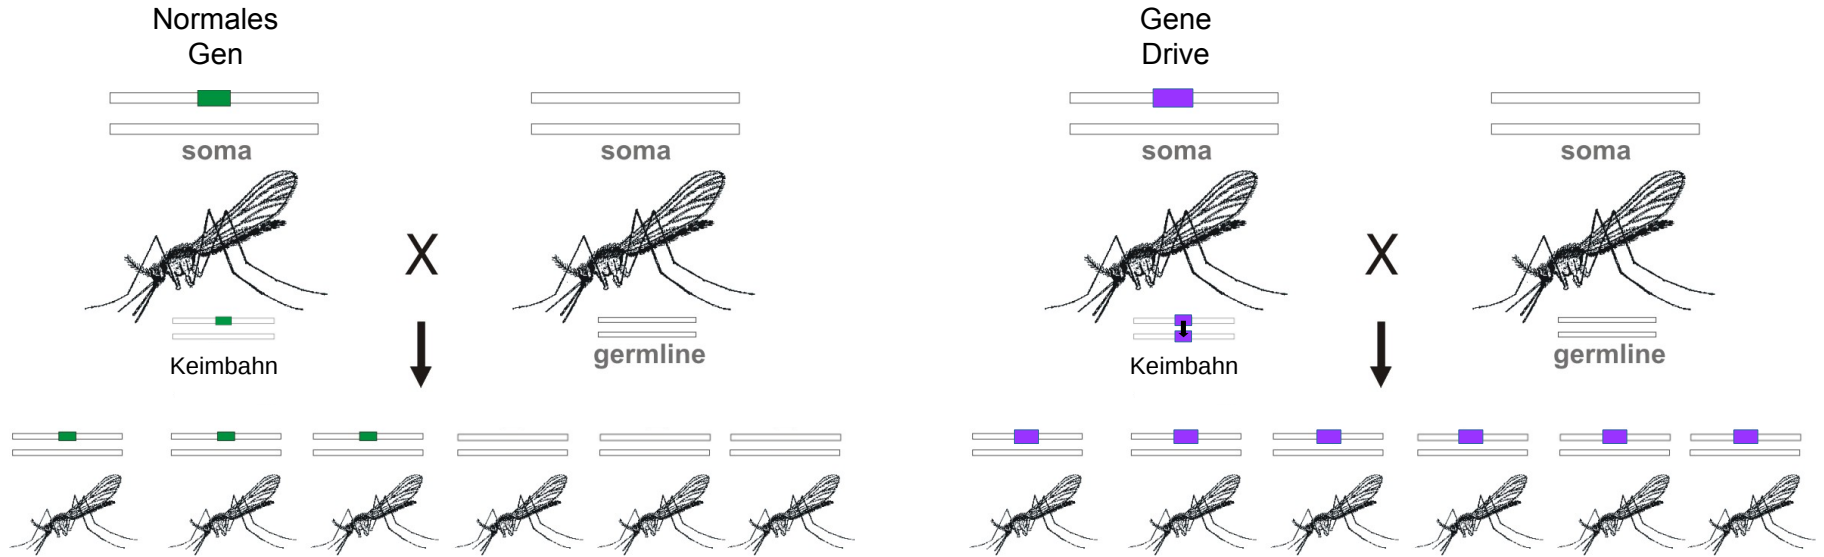 Normales
Gen
soma
soma
X
Keimbahn
germline
Gene
Drive
soma
soma
X
Keimbahn
germline